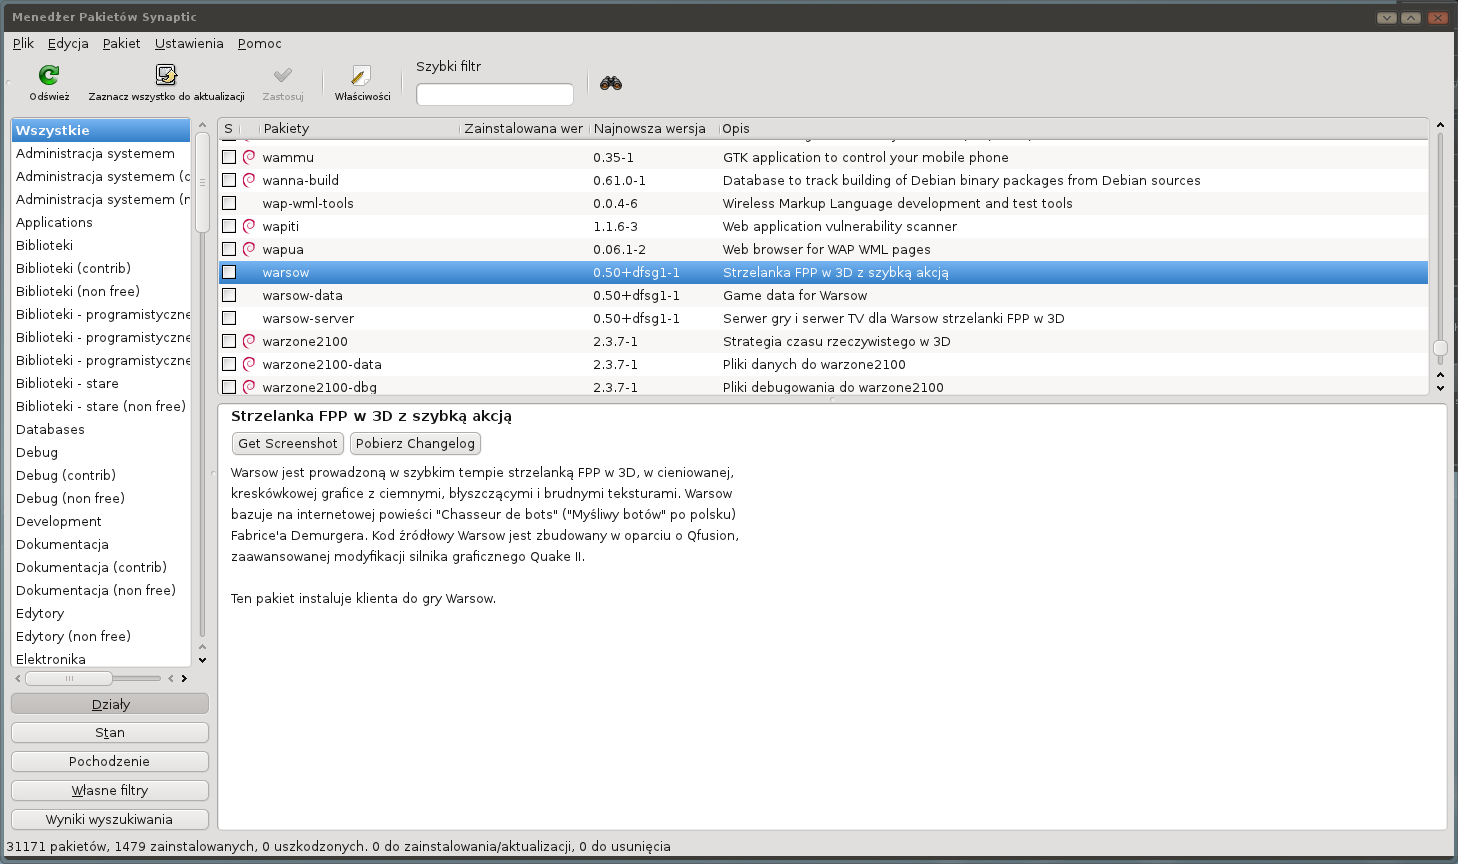 Menedżer Pakietów Synaptic
Plik Edycja Pakiet Ustawienia Pomoc
Odśwież Zaznacz wszystko do aktualizacji Zastosuj Właściwości Szybki filtr
Wszystkie
Administracja systemem
Administracja systemem (c
Administracja systemem (r
Applications
Biblioteki
Biblioteki (contrib)
Biblioteki (non free)
Biblioteki - programistyczne
Biblioteki - programistyczne
Biblioteki - programistyczne
Biblioteki - stare
Biblioteki - stare (non free)
Databases
Debug
Debug (contrib)
Debug (non free)
Development
Dokumentacja
Dokumentacja (contrib)
Dokumentacja (non free)
Edytory
Edytory (non free)
Elektronika
Działy
Stan
Pochodzenie
Własne filtry
Wyniki wyszukiwania
S Pakiety Zainstalowana wer Najnowsza wersja Opis
wammu 0.35-1 GTK application to control your mobile phone
wanna-build 0.61.0-1 Database to track building of Debian binary packages from Debian sources
wap-wml-tools 0.0.4-6 Wireless Markup Language development and test tools
wapiti 1.1.6-3 Web application vulnerability scanner
wapua 0.06.1-2 Web browser for WAP WML pages
warsow 0.50+dfsg1-1 Strzelanka FPP w 3D z szybką akcją
warsow-data 0.50+dfsg1-1 Game data for Warsow
warsow-server 0.50+dfsg1-1 Serwer gry i serwer TV dla Warsow strzelanki FPP w 3D
warzone2100 2.3.7-1 Strategia czasu rzeczywistego w 3D
warzone2100-data 2.3.7-1 Pliki danych do warzone2100
warzone2100-dbg 2.3.7-1 Pliki debugowania do warzone2100
Strzelanka FPP w 3D z szybką akcją
Get Screenshot Pobierz Changelog
Warsow jest prowadzoną w szybkim tempie strzelanką FPP w 3D, w cieniowanej,
kreskówkowej grafice z ciemnymi, błyszczącymi i brudnymi teksturami. Warsow
bazuje na internetowej powieści "Chasseur de bots" ("Myśliwy botów" po polsku)
Fabrice'a Demurgera. Kod źródłowy Warsow jest zbudowany w oparciu o Qfusion,
zaawansowanej modyfikacji silnika graficznego Quake II.
Ten pakiet instaluje klienta do gry Warsow.
31171 pakietów, 1479 zainstalowanych, 0 uszkodzonych. 0 do zainstalowania/aktualizacji, 0 do usunięcia